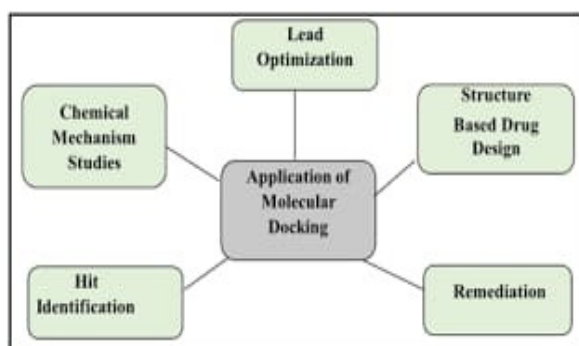 Lead
Optimization
Chemical
Mechanism
Studies
Structure
Based Drug
Design
Application of
Molecular
Docking
Hit
Identification
Remediation